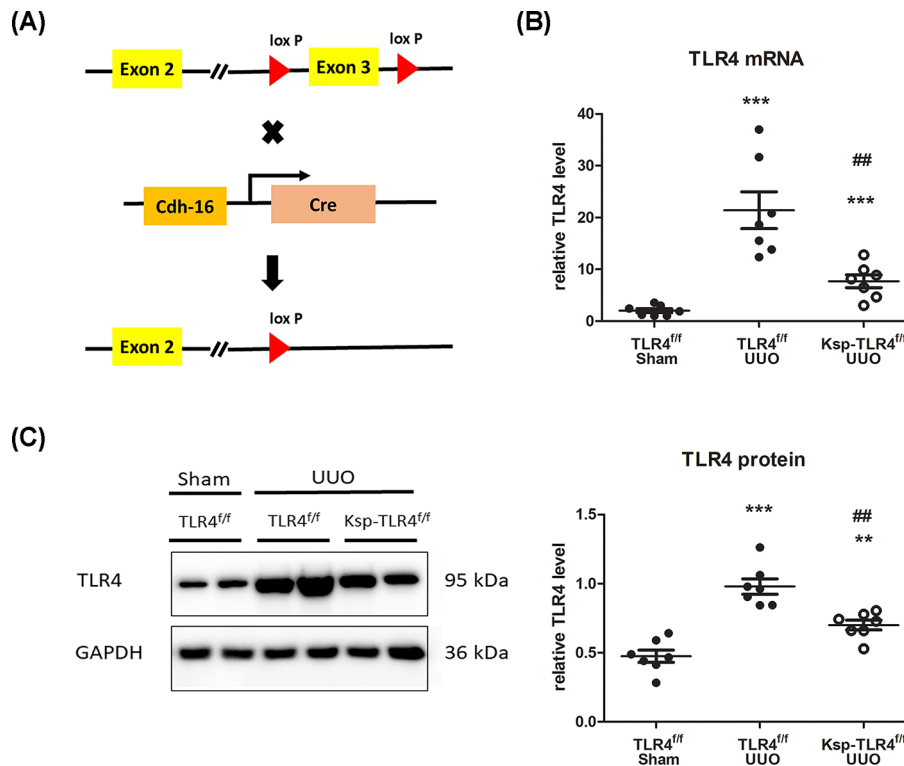 (A)
lox P
lox P
Exon 2
Exon 3
Cdh-16
Cre
lox P
Exon 2
(B)
TLR4 mRNA
relative TLR4 level
40
30
20
10
0
***
##
***
TLR4f/f
Sham
TLR4f/f
UUO
Ksp-TLR4f/f
UUO
(C)
Sham
UUO
TLR4f/f
TLR4f/f
Ksp-TLR4f/f
TLR4
95 kDa
GAPDH
36 kDa
TLR4 protein
relative TLR4 level
1.5
1.0
0.5
0.0
***
##
**
TLR4f/f
Sham
TLR4f/f
UUO
Ksp-TLR4f/f
UUO